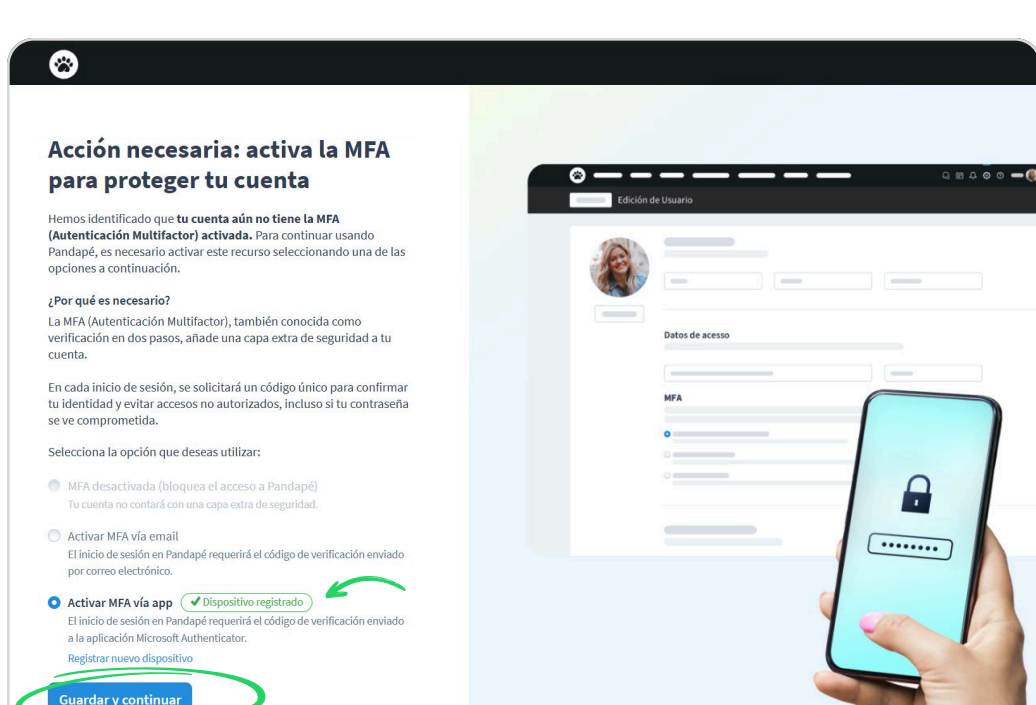 Acción necesaria: activa la MFA
para proteger tu cuenta
Hemos identificado que tu cuenta aún no tiene la MFA
(Autenticación Multifactor) activada. Para continuar usando
Pandapé, es necesario activar este recurso seleccionando una de las
opciones a continuación.
¿Por qué es necesario?
La MFA (Autenticación Multifactor), también conocida como
verificación en dos pasos, añade una capa extra de seguridad a tu
cuenta.
En cada inicio de sesión, se solicitará un código único para confirmar
tu identidad y evitar accesos no autorizados, incluso si tu contraseña
se ve comprometida.
Selecciona la opción que deseas utilizar:
MFA desactivada (bloquea el acceso a Pandapé)
Tu cuenta no contará con una capa extra de seguridad.
Activar MFA vía email
El inicio de sesión en Pandapé requerirá el código de verificación enviado
por correo electrónico.
Activar MFA vía app ✔ Dispositivo registrado
El inicio de sesión en Pandapé requerirá el código de verificación enviado
a la aplicación Microsoft Authenticator.
Registrar nuevo dispositivo
Guardar y continuar
Edición de Usuario
Datos de acesso
MFA